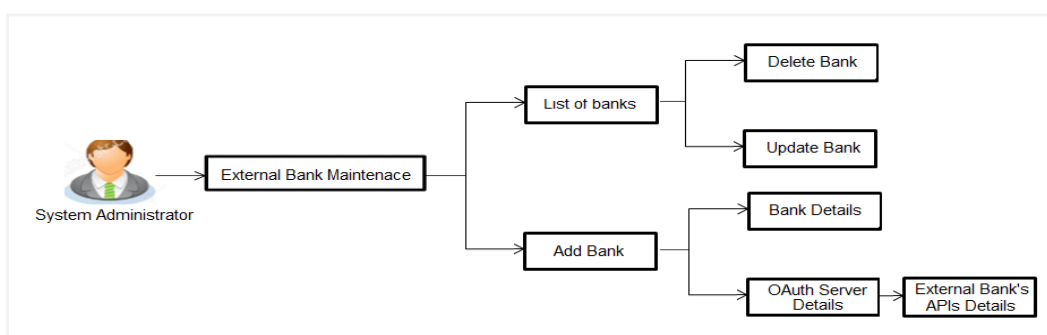 Delete Bank
List of banks
Update Bank
External Bank Maintenace
System Administrator
Bank Details
Add Bank
OAuth Server
Details
External Bank's
APIs Details